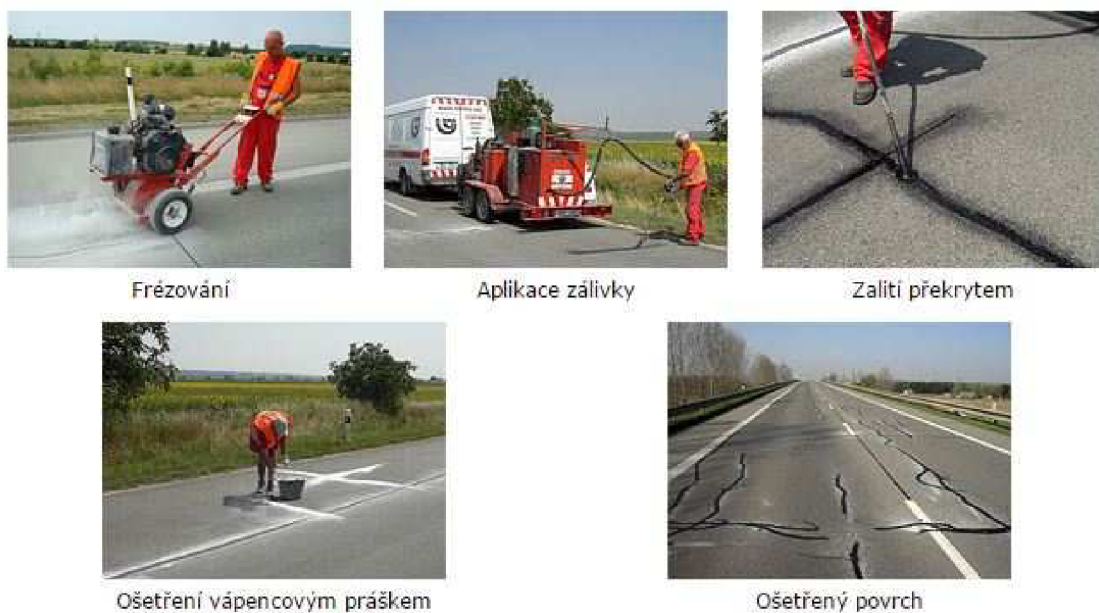 Frézování
Aplikace zálivky
Zalití překrytem
Ošetření vápencovým práškem
Ošetřený povrch